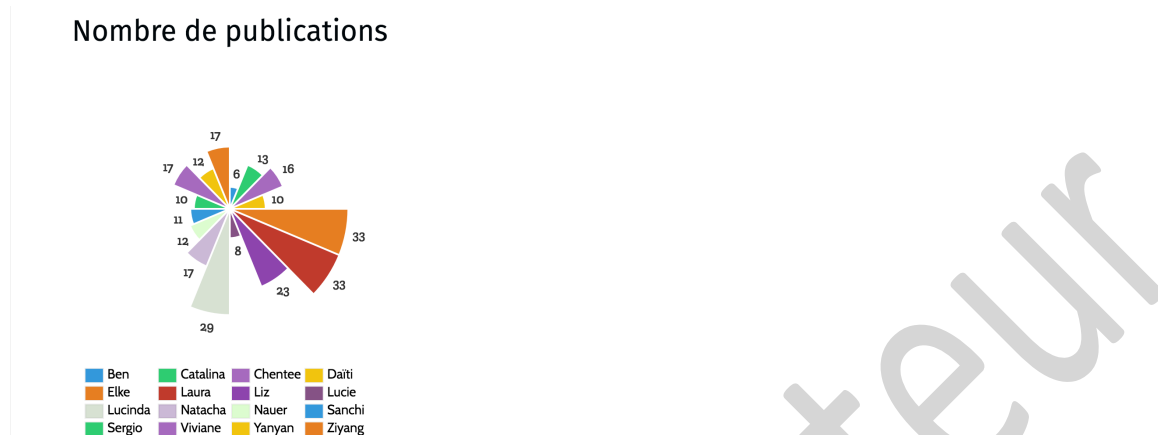 Nombre de publications
17
12
17
6
13
16
10
10
11
12
17
8
33
33
23
29
Ben Catalina Chentee Daïti
Elke Laura Liz Lucie
Lucinda Natacha Nauer Sanchi
Sergio Viviane Yanyan Ziyang
teur